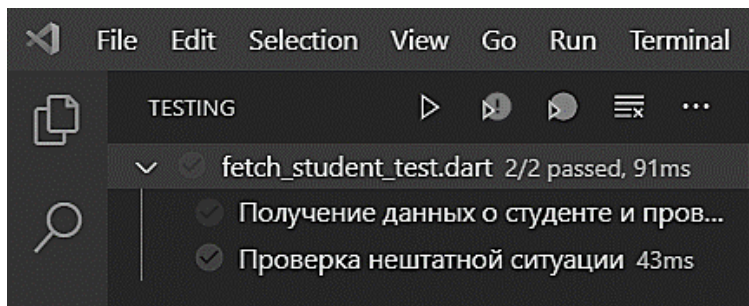 File Edit Selection View Go Run Terminal
TESTING
fetch_student_test.dart 2/2 passed, 91ms
Получение данных о студенте и пров...
Проверка нештатной ситуации 43ms